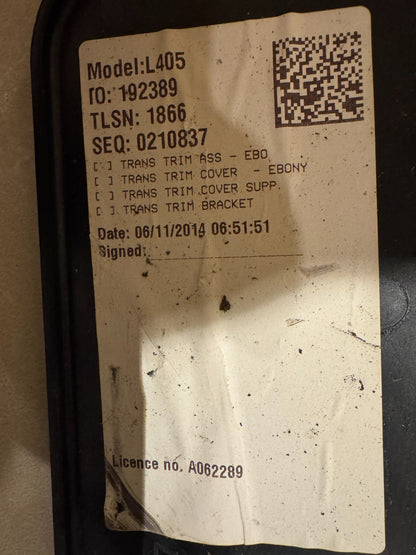 Model:L405
TO: 192389
TLSN: 1866
SEQ: 0210837
[ ] TRANS TRIM ASS - EBO
[ ] TRANS TRIM COVER - EBONY
[ ] TRANS TRIM COVER SUPP.
[ ] TRANS TRIM BRACKET
Date: 06/11/2014 06:51:51
Signed:
Licence no. A062289